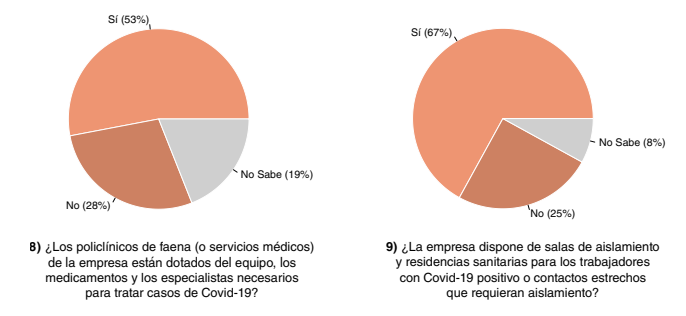 Sí (53%)
No Sabe (19%)
No (28%)
8) ¿Los policlínicos de faena (o servicios médicos)
de la empresa están dotados del equipo, los
medicamentos y los especialistas necesarios
para tratar casos de Covid-19?
Sí (67%)
No Sabe (8%)
No (25%)
9) ¿La empresa dispone de salas de aislamiento
y residencias sanitarias para los trabajadores
con Covid-19 positivo o contactos estrechos
que requieran aislamiento?